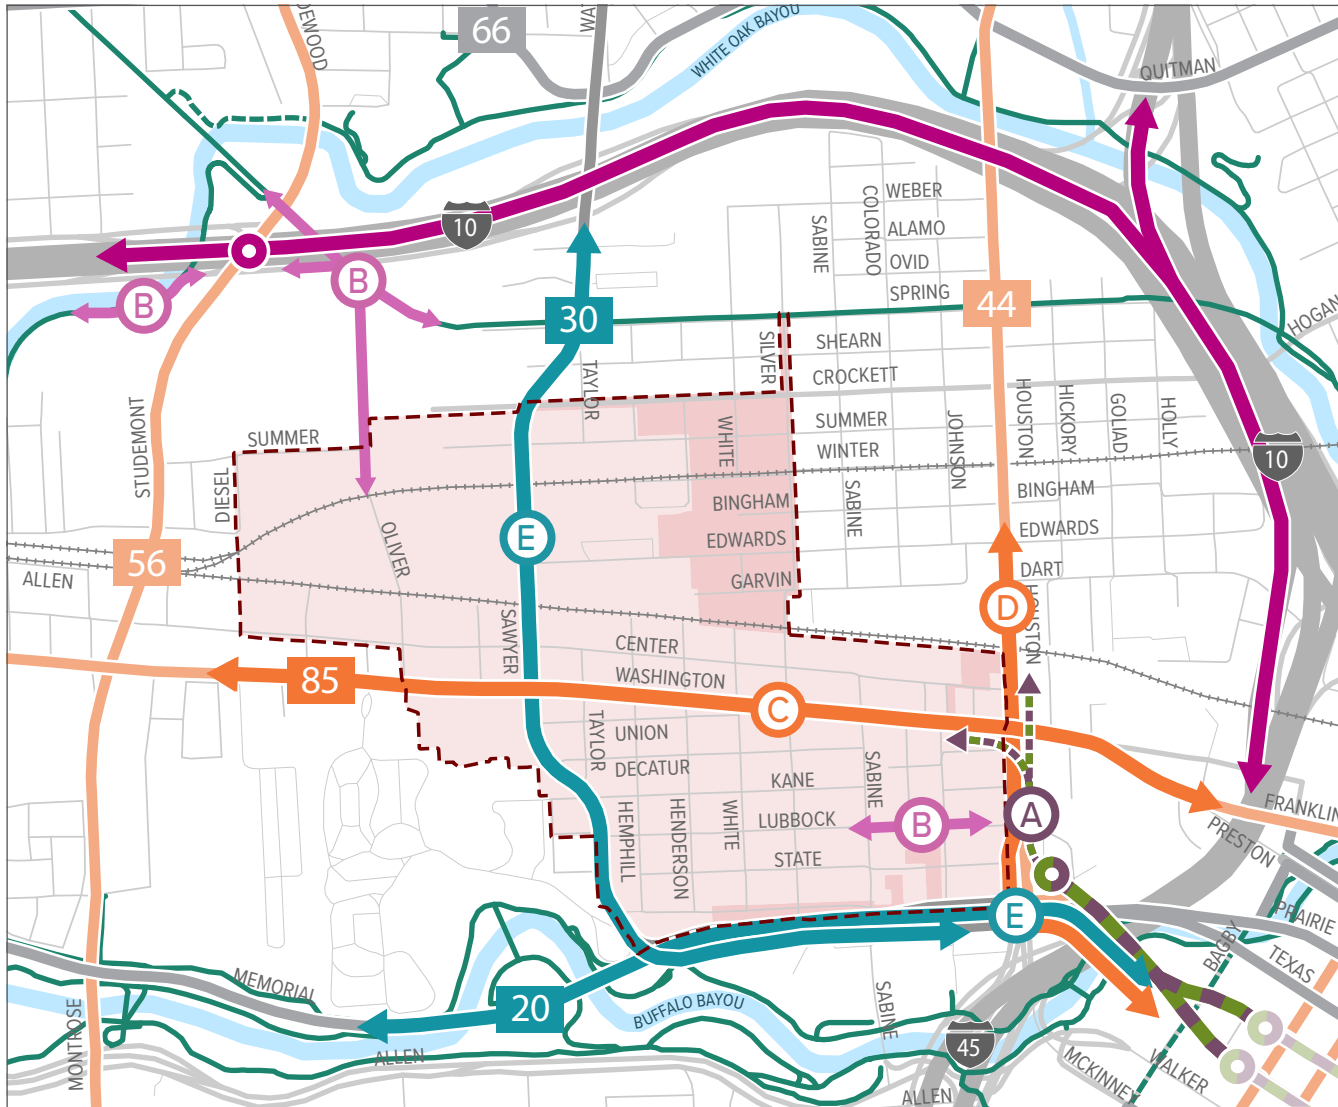 66
WHITE OAK BAYOU
QUITMAN
WEBER
COLORADO
SABINE
ALAMO
OVID
SPRING
10
B
B
30
44
HOGAN
SHEARN
SILVER
CROCKETT
TAYLOR
STUDEMONT
SUMMER
WHITE
SUMMER
WINTER
JOHNSON
HOUSTON
HICKORY
GOLIAD
HOLLY
10
DIESEL
SABINE
BINGHAM
BINGHAM
EDWARDS
EDWARDS
E
OLIVER
56
ALLEN
GARVIN
DART
D
HOUSTON
SAWYER
CENTER
WASHINGTON
85
C
TAYLOR
UNION
DECATUR
KANE
SABINE
HEMPHILL
HENDERSON
WHITE
LUBBOCK
B
A
STATE
FRANKLIN
PRESTON
E
PRAIRIE
BAGBY
TEXAS
MEMORIAL
MONTROSE
20
BUFFALO BAYOU
SABINE
45
ALLEN
MCKINNEY
WALKER
ALLEN